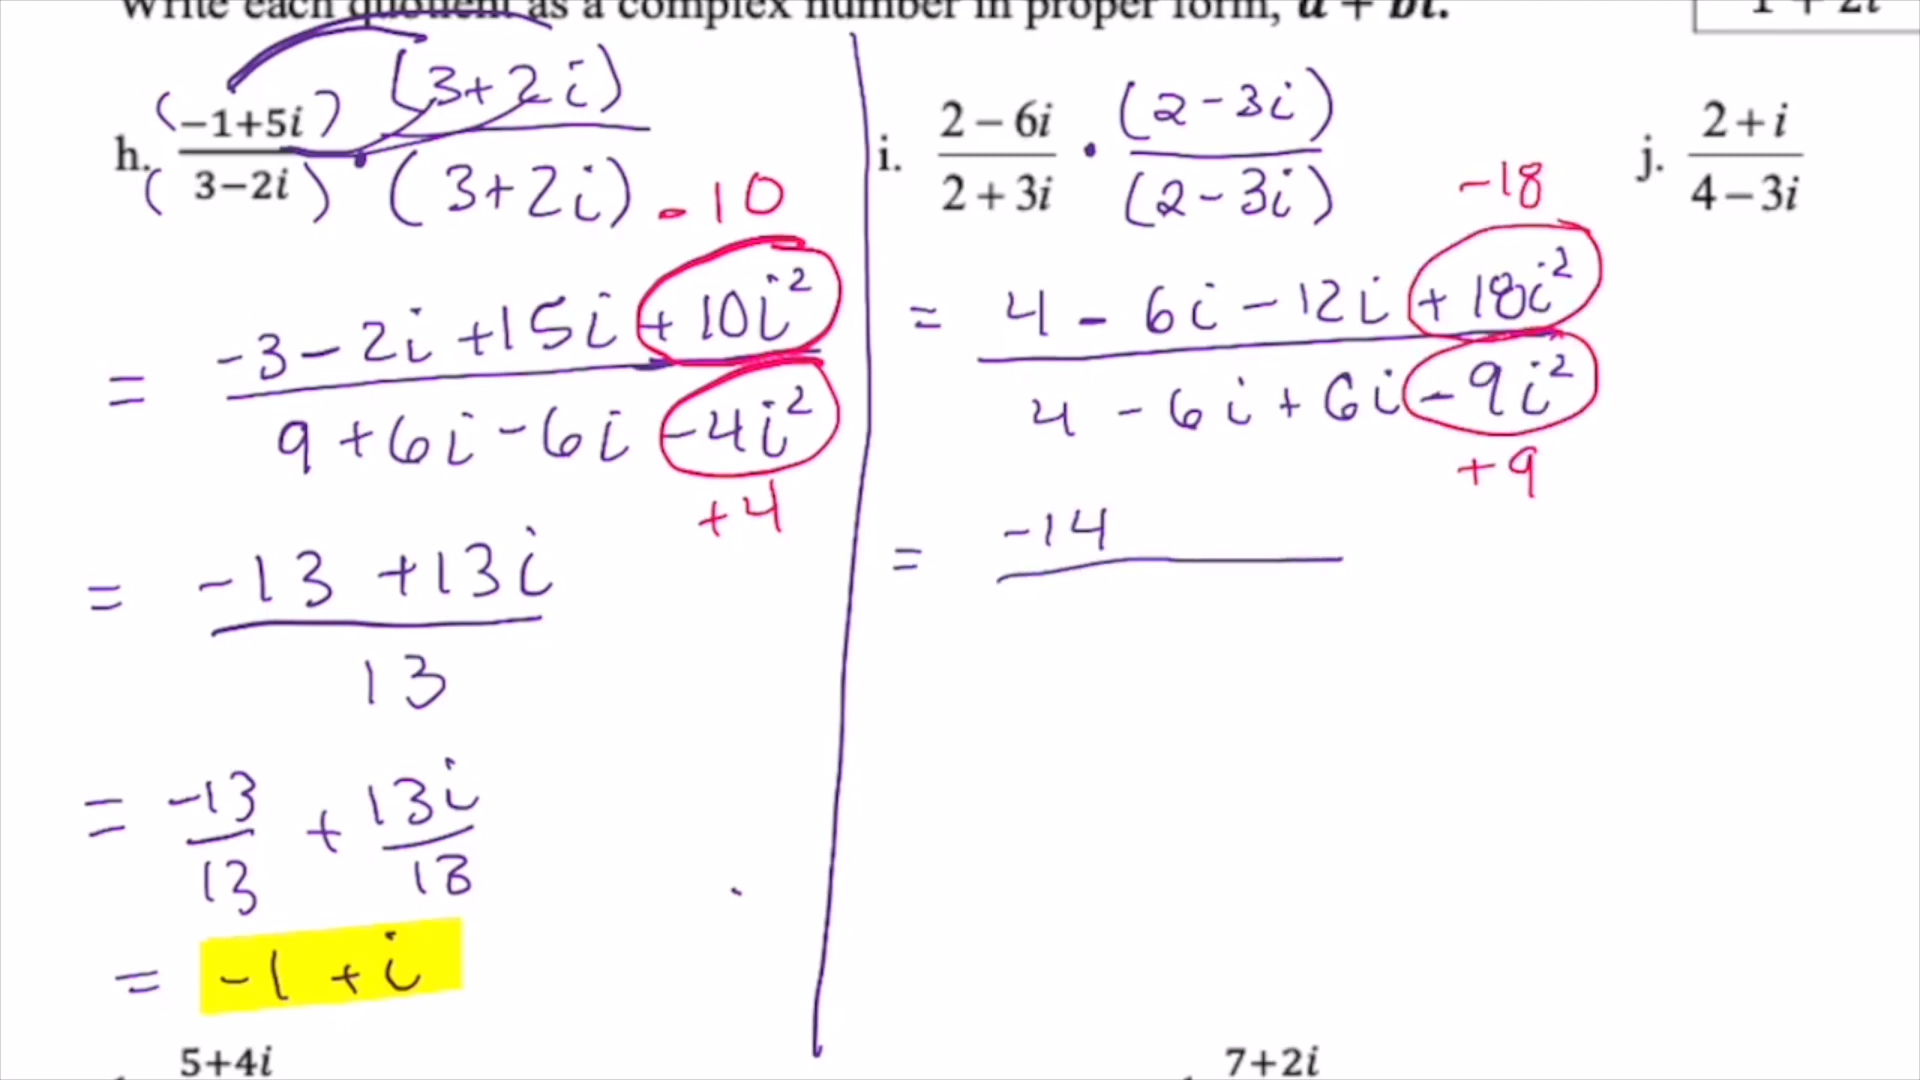 Write each quotient as a complex number in proper form, a + bi.
1 + 2i
h. (-1+5i) (3+2i)
(3-2i) · (3+2i)
-10
= -3 - 2i + 15i + 10i²
9 + 6i - 6i - 4i²
+4
= -13 + 13i
13
= -13 + 13i
13 13
= -1 + i
i. 2 - 6i · (2 - 3i)
2 + 3i (2 - 3i)
-18
= 4 - 6i - 12i + 18i²
4 - 6i + 6i - 9i²
+9
= -14
j. 2 + i
4 - 3i
5+4i
7+2i